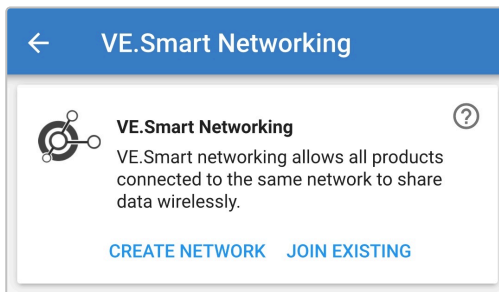 VE.Smart Networking
VE.Smart Networking
VE.Smart networking allows all products
connected to the same network to share
data wirelessly.
CREATE NETWORK JOIN EXISTING